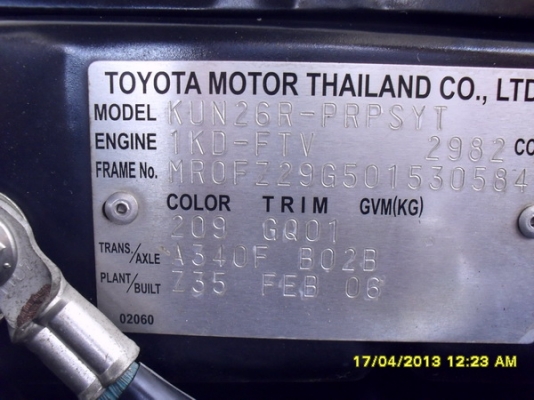 TOYOTA MOTOR THAILAND CO., LTD
MODEL KUN26R-PRPSYT
ENGINE 1KD-FTV 2982 CC
FRAME No. MR0FZ29G501530584
COLOR TRIM GVM(KG)
209 GQ01
TRANS./AXLE A340F B02B
PLANT/BUILT Z35 FEB 06
02060
17/04/2013 12:23 AM